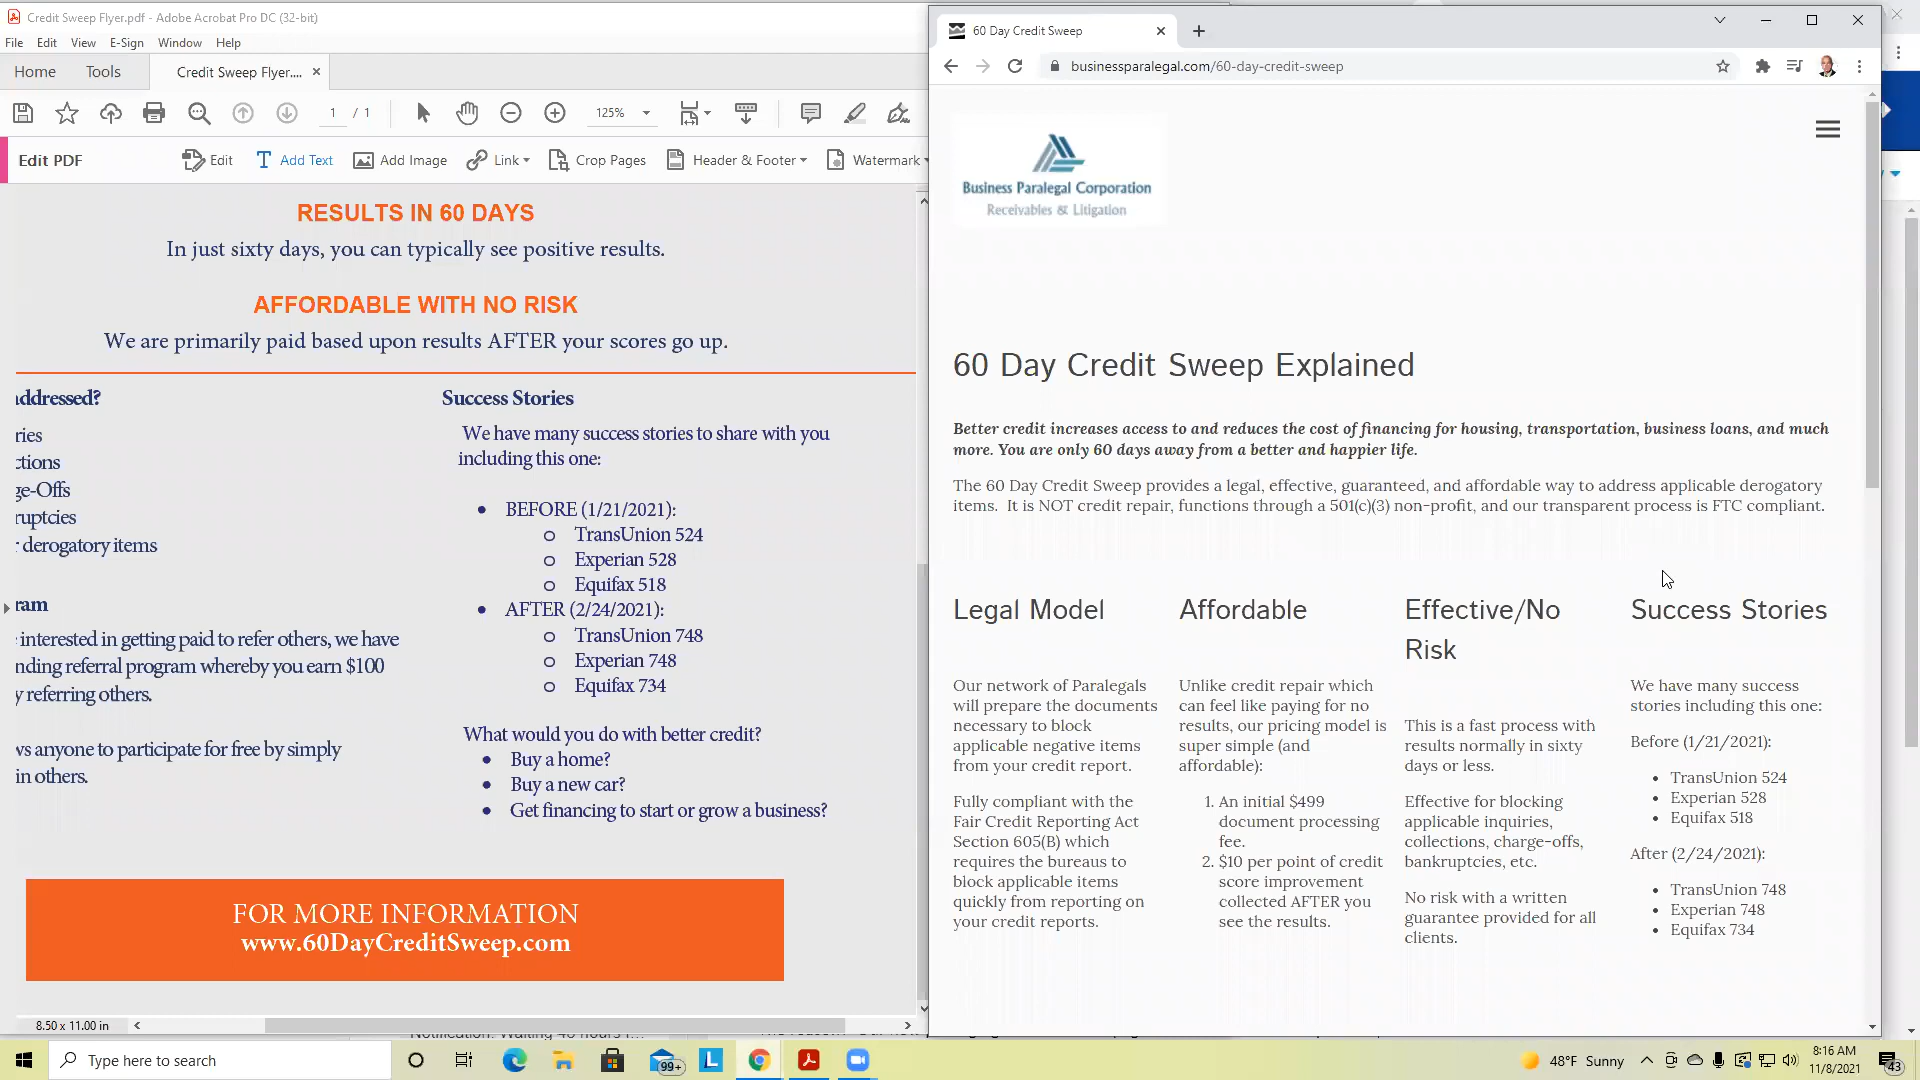 Credit Sweep Flyer.pdf - Adobe Acrobat Pro DC (32-bit)
File Edit View E-Sign Window Help
Home Tools Credit Sweep Flyer....
1 / 1 125%
Edit PDF Edit Add Text Add Image Link Crop Pages Header & Footer Watermark
RESULTS IN 60 DAYS
In just sixty days, you can typically see positive results.
AFFORDABLE WITH NO RISK
We are primarily paid based upon results AFTER your scores go up.
addressed?
ries
ctions
ge-Offs
ruptcies
r derogatory items
ram
interested in getting paid to refer others, we have
nding referral program whereby you earn $100
y referring others.
ws anyone to participate for free by simply
in others.
Success Stories
We have many success stories to share with you
including this one:
• BEFORE (1/21/2021):
o TransUnion 524
o Experian 528
o Equifax 518
• AFTER (2/24/2021):
o TransUnion 748
o Experian 748
o Equifax 734
What would you do with better credit?
• Buy a home?
• Buy a new car?
• Get financing to start or grow a business?
FOR MORE INFORMATION
www.60DayCreditSweep.com
8.50 x 11.00 in
60 Day Credit Sweep
businessparalegal.com/60-day-credit-sweep
Business Paralegal Corporation
Receivables & Litigation
60 Day Credit Sweep Explained
Better credit increases access to and reduces the cost of financing for housing, transportation, business loans, and much
more. You are only 60 days away from a better and happier life.
The 60 Day Credit Sweep provides a legal, effective, guaranteed, and affordable way to address applicable derogatory
items. It is NOT credit repair, functions through a 501(c)(3) non-profit, and our transparent process is FTC compliant.
Legal Model
Our network of Paralegals
will prepare the documents
necessary to block
applicable negative items
from your credit report.
Fully compliant with the
Fair Credit Reporting Act
Section 605(B) which
requires the bureaus to
block applicable items
quickly from reporting on
your credit reports.
Affordable
Unlike credit repair which
can feel like paying for no
results, our pricing model is
super simple (and
affordable):
1. An initial $499
document processing
fee.
2. $10 per point of credit
score improvement
collected AFTER you
see the results.
Effective/No
Risk
This is a fast process with
results normally in sixty
days or less.
Effective for blocking
applicable inquiries,
collections, charge-offs,
bankruptcies, etc.
No risk with a written
guarantee provided for all
clients.
Success Stories
We have many success
stories including this one:
Before (1/21/2021):
• TransUnion 524
• Experian 528
• Equifax 518
After (2/24/2021):
• TransUnion 748
• Experian 748
• Equifax 734
Type here to search
99+
L
48°F Sunny
8:16 AM
11/8/2021
43